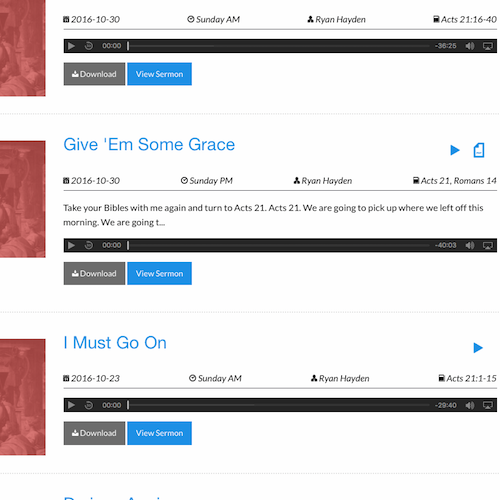 2016-10-30 Sunday AM Ryan Hayden Acts 21:16-40
00:00 -36:25
Download View Sermon
Give 'Em Some Grace
2016-10-30 Sunday PM Ryan Hayden Acts 21, Romans 14
Take your Bibles with me again and turn to Acts 21. Acts 21. We are going to pick up where we left off this
morning. We are going t...
00:00 -40:03
Download View Sermon
I Must Go On
2016-10-23 Sunday AM Ryan Hayden Acts 21:1-15
00:00 -29:40
Download View Sermon